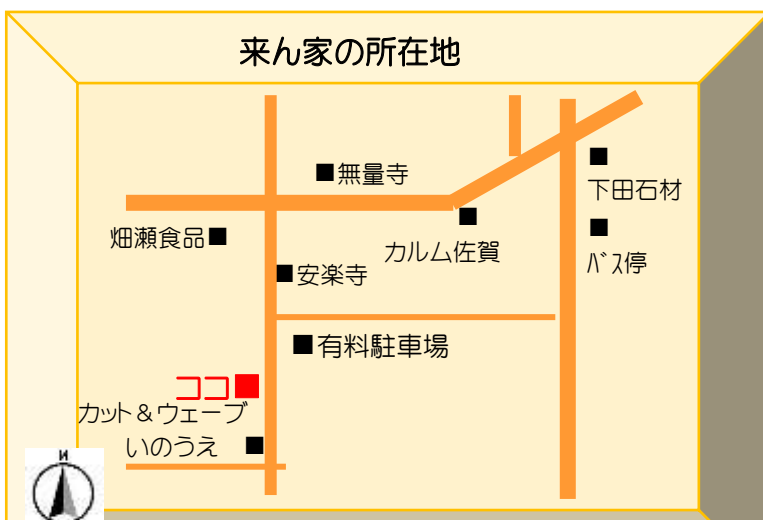 来ん家の所在地
■無量寺
■
下田石材
畑瀬食品■
■
カルム佐賀
■
バス停
■安楽寺
■有料駐車場
ココ■
カット＆ウェーブ
いのうえ ■
N